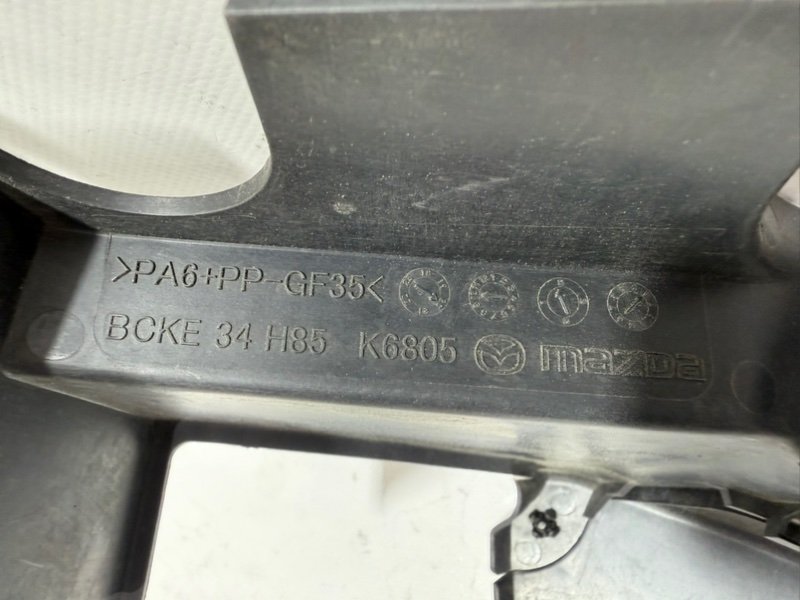 >PA6+PP-GF35<
BCKE 34 H85 K6805 mazda